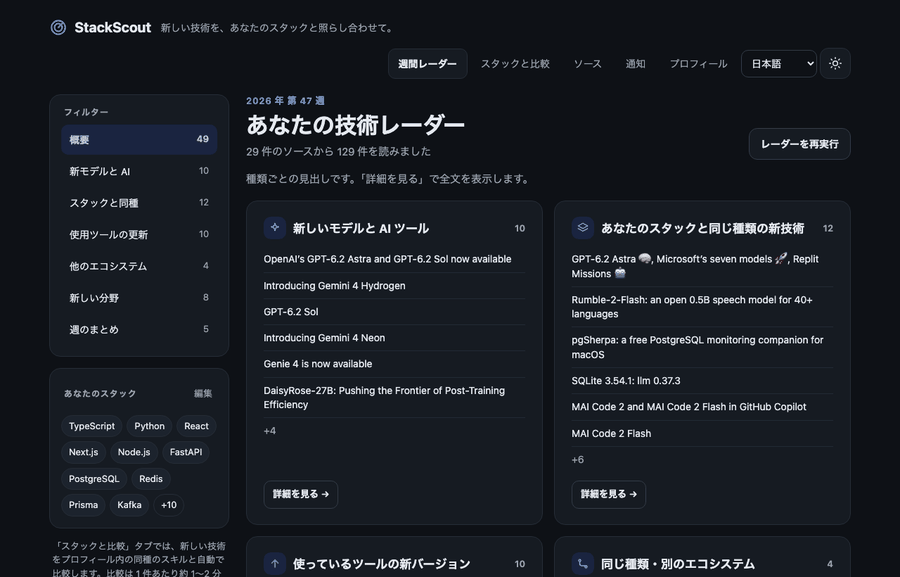 StackScout 新しい技術を、あなたのスタックと照らし合わせて。
週間レーダー スタックと比較 ソース 通知 プロフィール 日本語
フィルター
概要 49
新モデルと AI 10
スタックと同種 12
使用ツールの更新 10
他のエコシステム 4
新しい分野 8
週のまとめ 5
あなたのスタック 編集
TypeScript Python React
Next.js Node.js FastAPI
PostgreSQL Redis
Prisma Kafka +10
「スタックと比較」タブでは、新しい技術
をプロフィール内の同種のスキルと自動で
比較します。比較は 1 件あたり約 1〜2 分
2026 年 第 47 週
あなたの技術レーダー
29 件のソースから 129 件を読みました
レーダーを再実行
種類ごとの見出しです。「詳細を見る」で全文を表示します。
新しいモデルと AI ツール 10
OpenAI’s GPT-6.2 Astra and GPT-6.2 Sol now available
Introducing Gemini 4 Hydrogen
GPT-6.2 Sol
Introducing Gemini 4 Neon
Genie 4 is now available
DaisyRose-27B: Pushing the Frontier of Post-Training
Efficiency
+4
詳細を見る →
あなたのスタックと同じ種類の新技術 12
GPT-6.2 Astra 🧠, Microsoft’s seven models 🚀, Replit
Missions 🤖
Rumble-2-Flash: an open 0.5B speech model for 40+
languages
pgSherpa: a free PostgreSQL monitoring companion for
macOS
SQLite 3.54.1: llm 0.37.3
MAI Code 2 and MAI Code 2 Flash in GitHub Copilot
MAI Code 2 Flash
+6
詳細を見る →
使っているツールの新バージョン 10
同じ種類・別のエコシステム 4